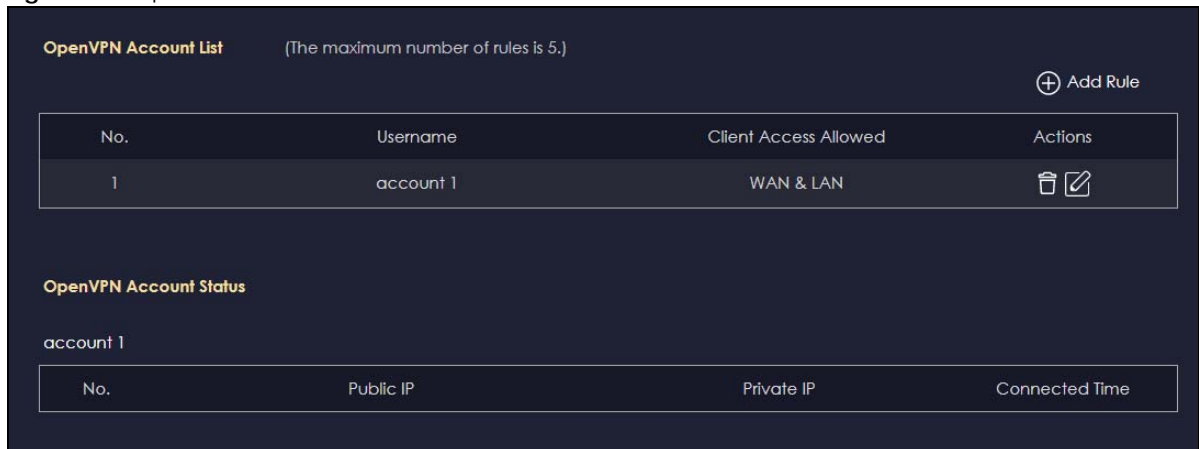 OpenVPN Account List (The maximum number of rules is 5.)
Add Rule
No. Username Client Access Allowed Actions
1 account 1 WAN & LAN
OpenVPN Account Status
account 1
No. Public IP Private IP Connected Time